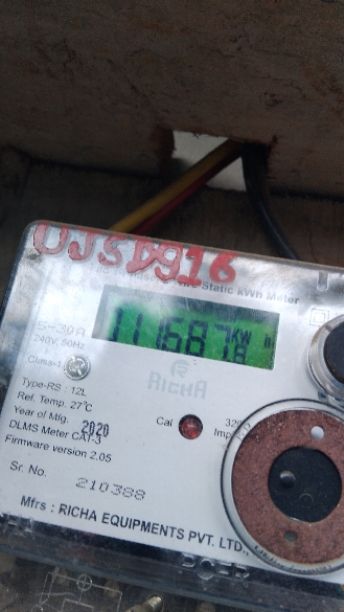 UJSD916
Static kWh Meter
5-30A
240V, 50Hz
Class-1
11687.8
KW
RICHA
Type-RS : 12L
Ref. Temp. 27°C
Year of Mfg. 2020
DLMS Meter CAT-3
Firmware version 2.05
Cal
Imp
Sr. No. 210388
Mfrs : RICHA EQUIPMENTS PVT. LTD.